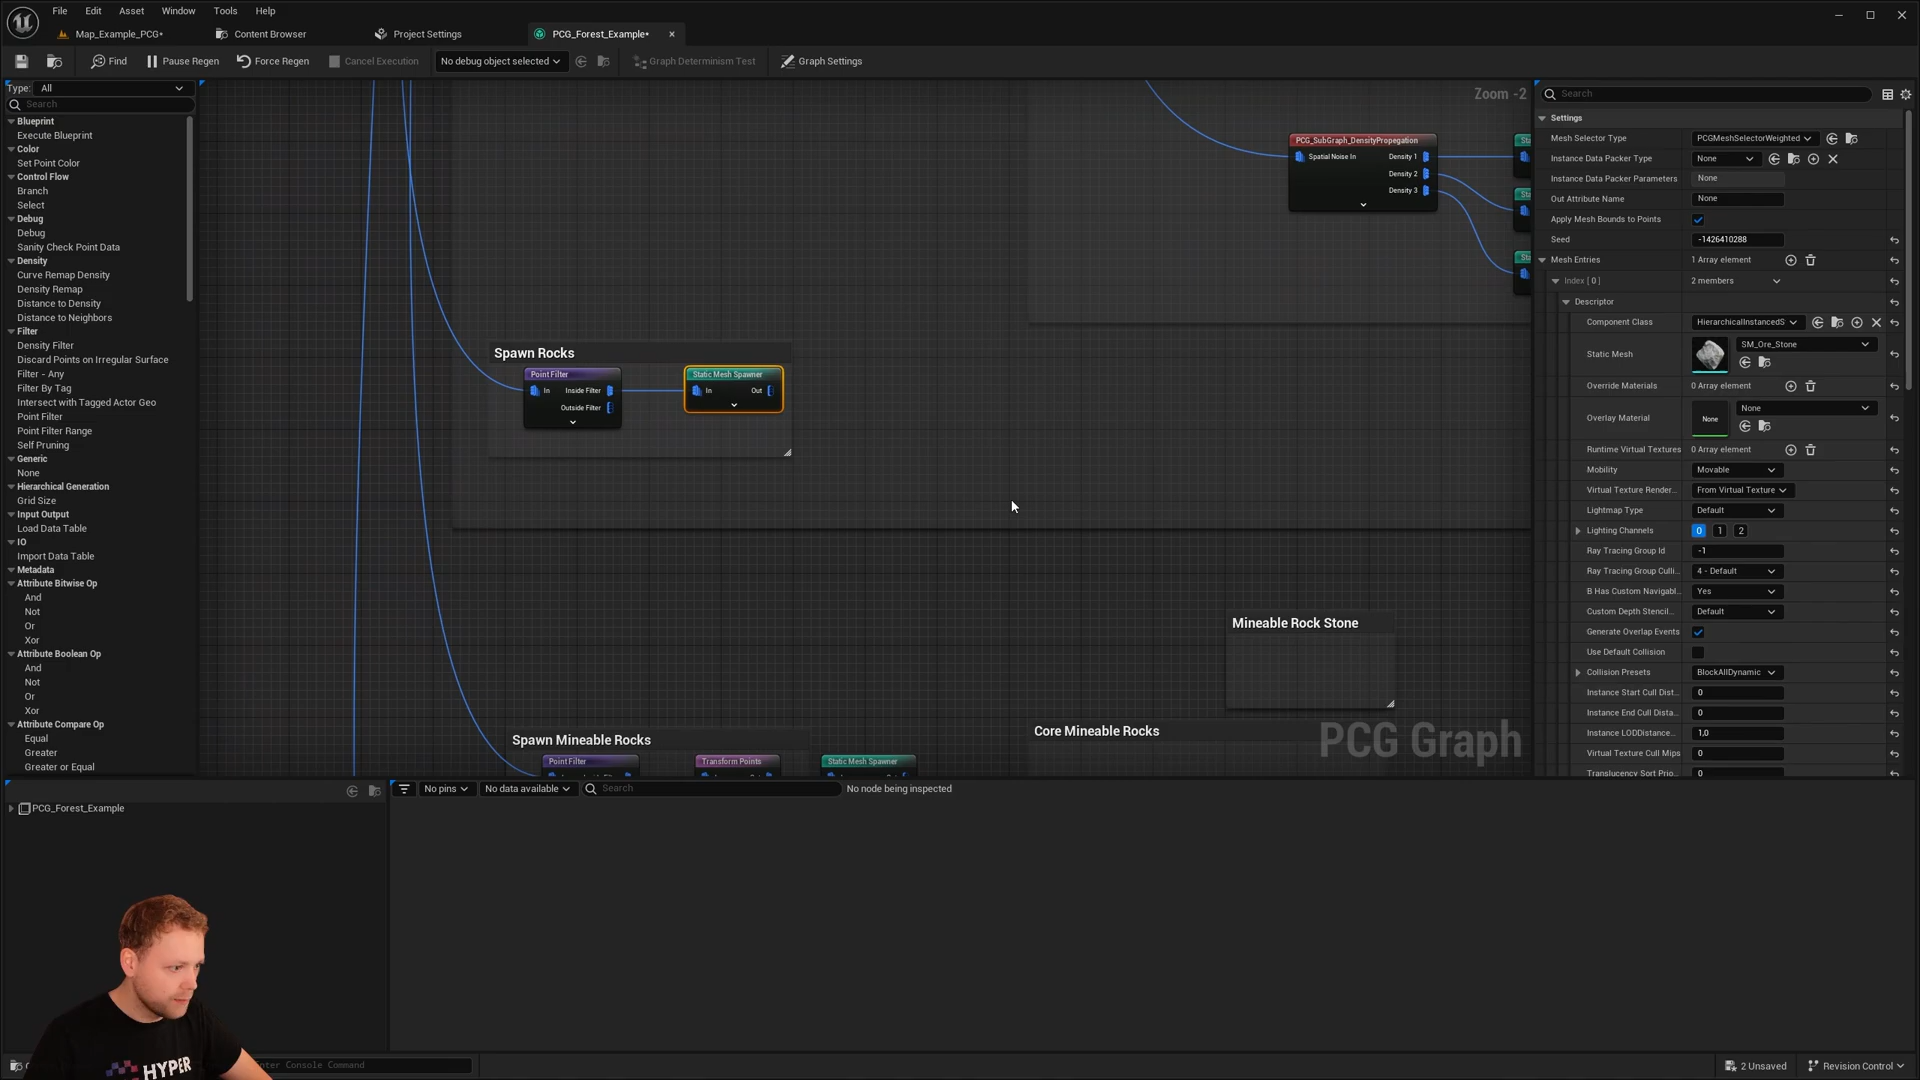 File Edit Asset Window Tools Help
Map_Example_PCG* Content Browser Project Settings PCG_Forest_Example*
Find Pause Regen Force Regen Cancel Execution No debug object selected Graph Determinism Test Graph Settings
Type: All
Search
Blueprint
Execute Blueprint
Color
Set Point Color
Control Flow
Branch
Select
Debug
Debug
Sanity Check Point Data
Density
Curve Remap Density
Density Remap
Distance to Density
Distance to Neighbors
Filter
Density Filter
Discard Points on Irregular Surface
Filter - Any
Filter By Tag
Intersect with Tagged Actor Geo
Point Filter
Point Filter Range
Self Pruning
Generic
None
Hierarchical Generation
Grid Size
Input Output
Load Data Table
IO
Import Data Table
Metadata
Attribute Bitwise Op
And
Not
Or
Xor
Attribute Boolean Op
And
Not
Or
Xor
Attribute Compare Op
Equal
Greater
Greater or Equal
Zoom -2
PCG_SubGraph_DensityPropegation
Spatial Noise In Density 1
Density 2
Density 3
Sta
Sta
Sta
Spawn Rocks
Point Filter
In Inside Filter
Outside Filter
Static Mesh Spawner
In Out
Mineable Rock Stone
Core Mineable Rocks
PCG Graph
Spawn Mineable Rocks
Point Filter Transform Points Static Mesh Spawner
Search
Settings
Mesh Selector Type PCGMeshSelectorWeighted
Instance Data Packer Type None
Instance Data Packer Parameters None
Out Attribute Name None
Apply Mesh Bounds to Points
Seed -1426410288
Mesh Entries 1 Array element
Index [ 0 ] 2 members
Descriptor
Component Class HierarchicalInstancedS
Static Mesh SM_Ore_Stone
Override Materials 0 Array element
Overlay Material None None
Runtime Virtual Textures 0 Array element
Mobility Movable
Virtual Texture Render... From Virtual Texture
Lightmap Type Default
Lighting Channels 0 1 2
Ray Tracing Group Id -1
Ray Tracing Group Culli... 4 - Default
B Has Custom Navigabl... Yes
Custom Depth Stencil... Default
Generate Overlap Events
Use Default Collision
Collision Presets BlockAllDynamic
Instance Start Cull Dist... 0
Instance End Cull Dista... 0
Instance LODDistance... 1,0
Virtual Texture Cull Mips 0
Translucency Sort Prio... 0
PCG_Forest_Example
No pins No data available Search No node being inspected
HYPER
Enter Console Command
2 Unsaved Revision Control